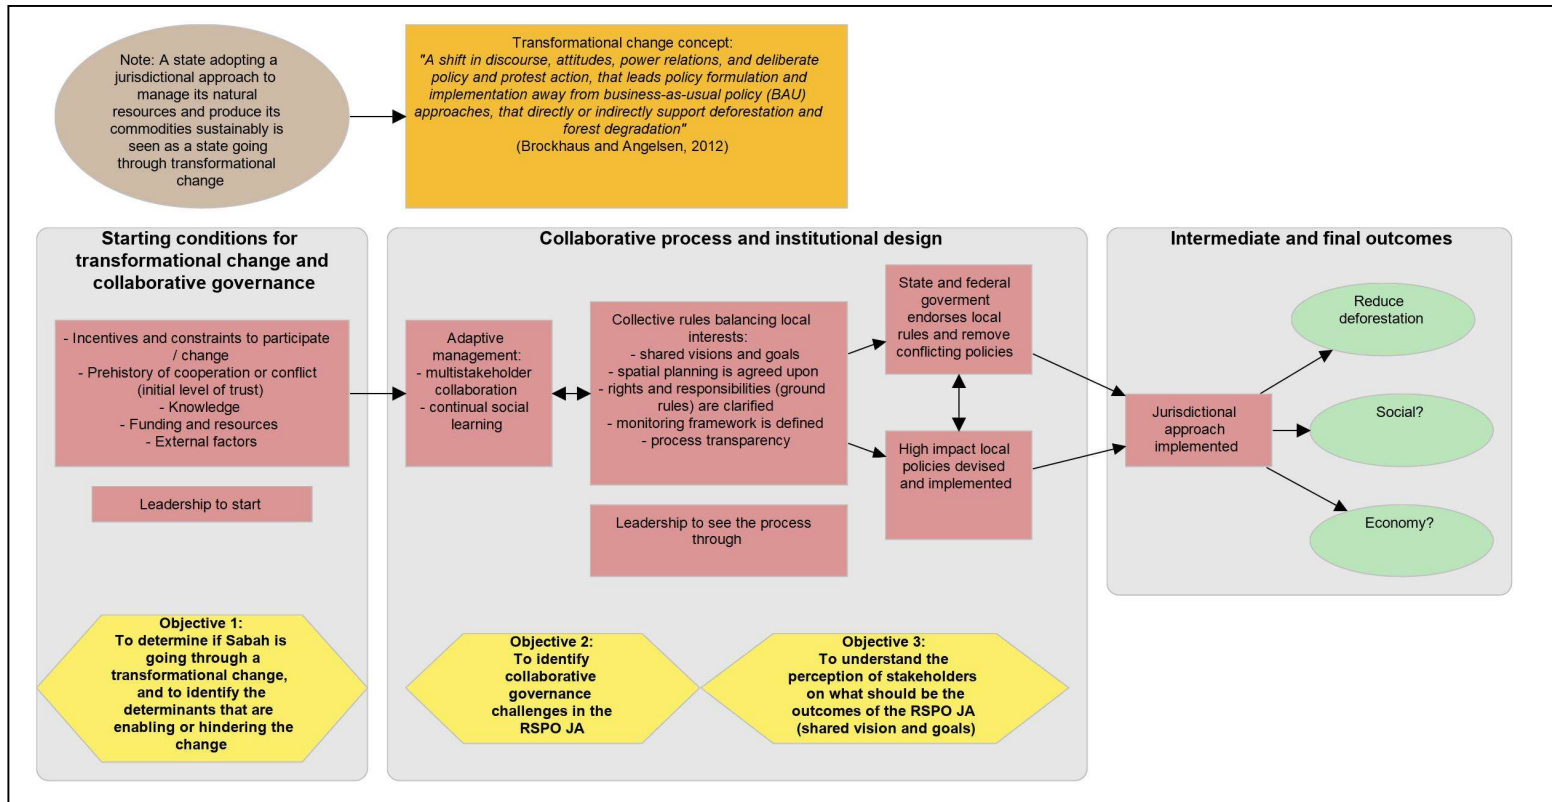 Note: A state adopting a
jurisdictional approach to
manage its natural
resources and produce its
commodities sustainably is
seen as a state going
through transformational
change
Transformational change concept:
"A shift in discourse, attitudes, power relations, and deliberate
policy and protest action, that leads policy formulation and
implementation away from business-as-usual policy (BAU)
approaches, that directly or indirectly support deforestation and
forest degradation"
(Brockhaus and Angelsen, 2012)
Starting conditions for
transformational change and
collaborative governance
- Incentives and constraints to participate
/ change
- Prehistory of cooperation or conflict
(initial level of trust)
- Knowledge
- Funding and resources
- External factors
Leadership to start
Objective 1:
To determine if Sabah is
going through a
transformational change,
and to identify the
determinants that are
enabling or hindering the
change
Collaborative process and institutional design
Adaptive
management:
- multistakeholder
collaboration
- continual social
learning
Collective rules balancing local
interests:
- shared visions and goals
- spatial planning is agreed upon
- rights and responsibilities (ground
rules) are clarified
- monitoring framework is defined
- process transparency
Leadership to see the process
through
State and federal
goverment
endorses local
rules and remove
conflicting policies
High impact local
policies devised
and implemented
Objective 2:
To identify
collaborative
governance
challenges in the
RSPO JA
Objective 3:
To understand the
perception of stakeholders
on what should be the
outcomes of the RSPO JA
(shared vision and goals)
Intermediate and final outcomes
Jurisdictional
approach
implemented
Reduce
deforestation
Social?
Economy?